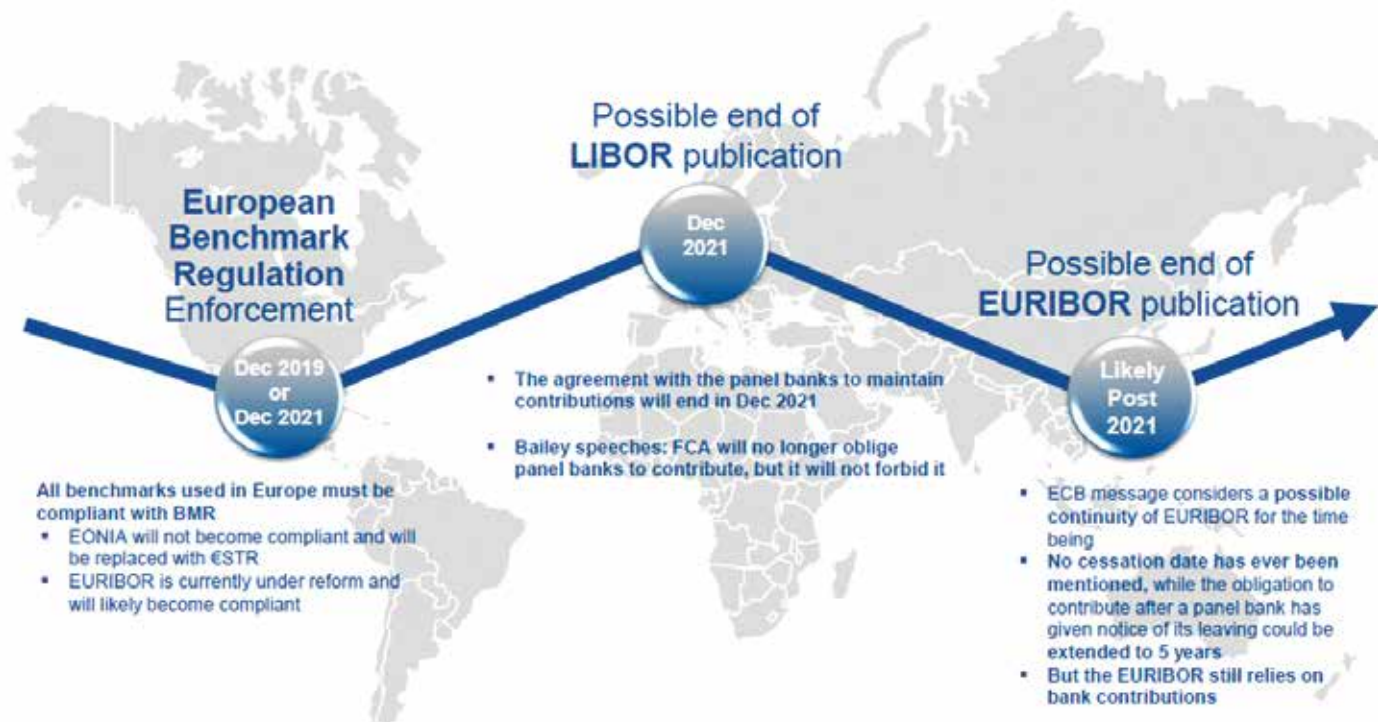 European
Benchmark
Regulation
Enforcement
Dec 2019
or
Dec 2021
All benchmarks used in Europe must be
compliant with BMR
▪ EONIA will not become compliant and will
be replaced with €STR
▪ EURIBOR is currently under reform and
will likely become compliant
Possible end of
LIBOR publication
Dec
2021
▪ The agreement with the panel banks to maintain
contributions will end in Dec 2021
▪ Bailey speeches: FCA will no longer oblige
panel banks to contribute, but it will not forbid it
Possible end of
EURIBOR publication
Likely
Post
2021
▪ ECB message considers a possible
continuity of EURIBOR for the time
being
▪ No cessation date has ever been
mentioned, while the obligation to
contribute after a panel bank has
given notice of its leaving could be
extended to 5 years
▪ But the EURIBOR still relies on
bank contributions